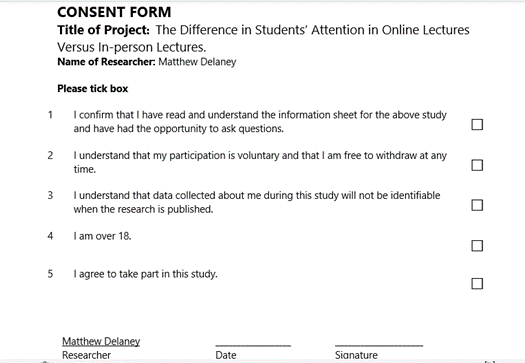 CONSENT FORM
Title of Project: The Difference in Students’ Attention in Online Lectures
Versus In-person Lectures.
Name of Researcher: Matthew Delaney
Please tick box
1 I confirm that I have read and understand the information sheet for the above study
and have had the opportunity to ask questions.
2 I understand that my participation is voluntary and that I am free to withdraw at any
time.
3 I understand that data collected about me during this study will not be identifiable
when the research is published.
4 I am over 18.
5 I agree to take part in this study.
Matthew Delaney
Researcher Date Signature